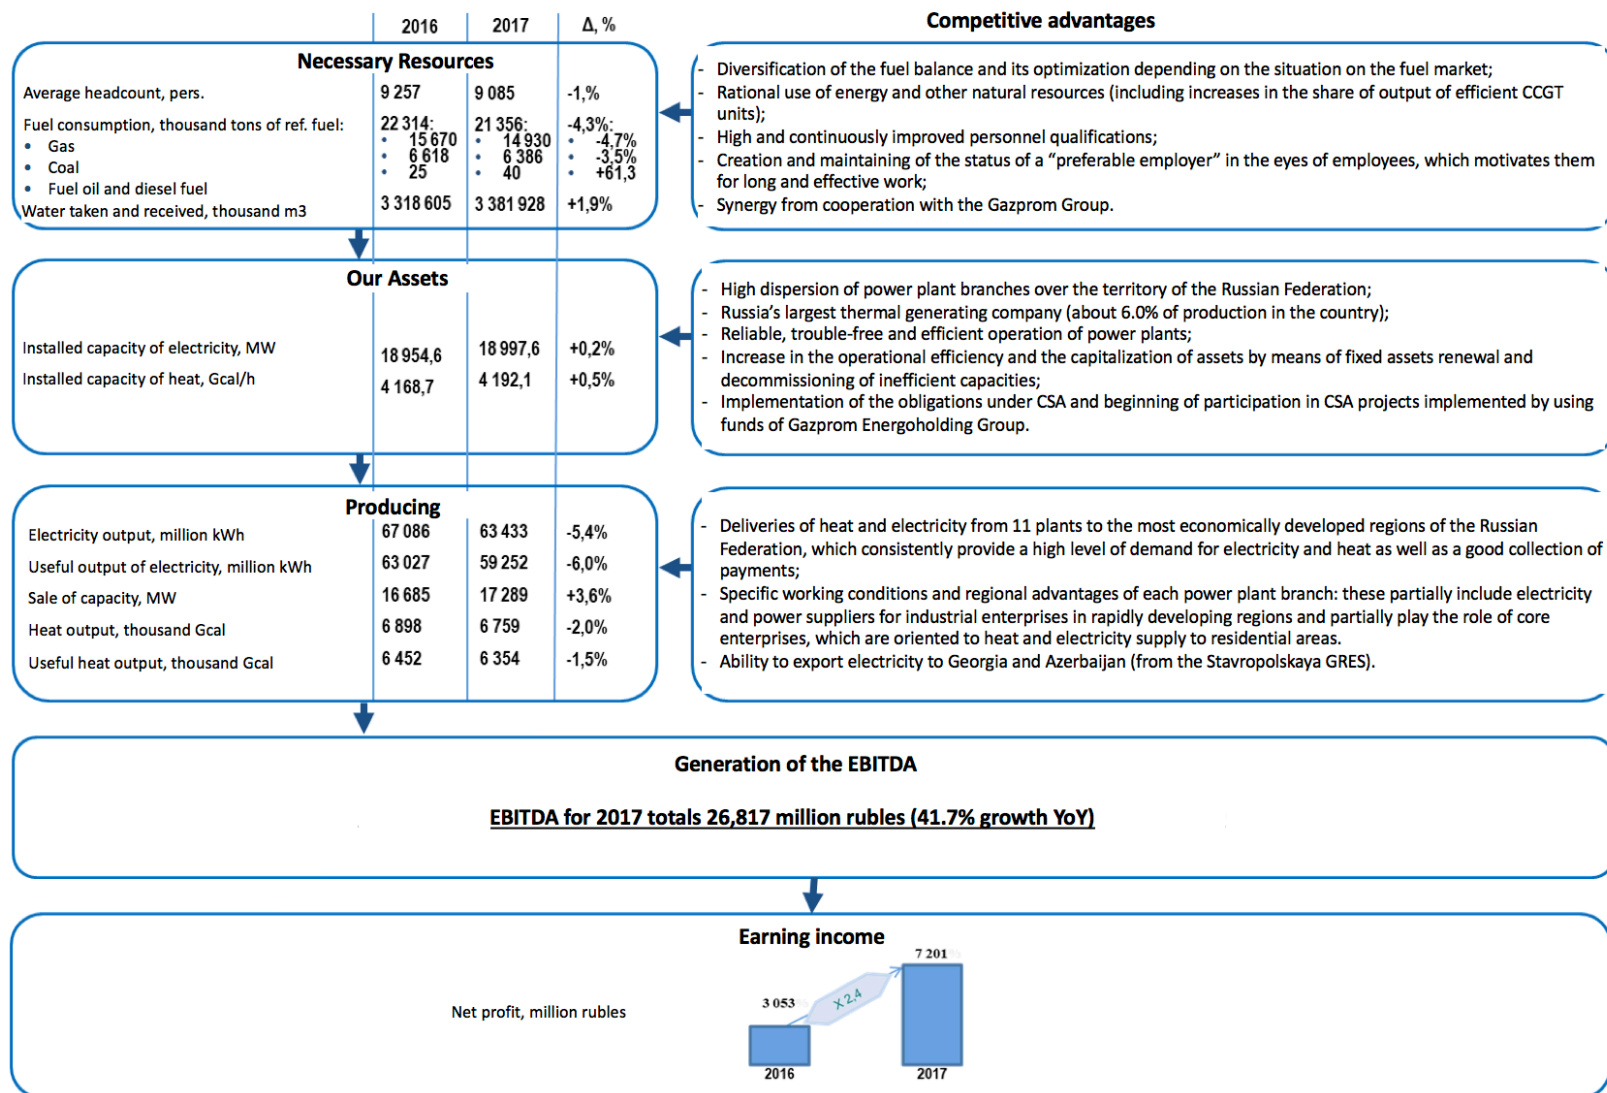 2016 2017 Δ, %
Necessary Resources
Average headcount, pers. 9 257 9 085 -1,%
Fuel consumption, thousand tons of ref. fuel: 22 314: 21 356: -4,3%:
• Gas • 15 670 • 14 930 • -4,7%
• Coal • 6 618 • 6 386 • -3,5%
• Fuel oil and diesel fuel • 25 • 40 • +61,3
Water taken and received, thousand m3 3 318 605 3 381 928 +1,9%
Competitive advantages
- Diversification of the fuel balance and its optimization depending on the situation on the fuel market;
- Rational use of energy and other natural resources (including increases in the share of output of efficient CCGT
units);
- High and continuously improved personnel qualifications;
- Creation and maintaining of the status of a “preferable employer” in the eyes of employees, which motivates them
for long and effective work;
- Synergy from cooperation with the Gazprom Group.
Our Assets
Installed capacity of electricity, MW 18 954,6 18 997,6 +0,2%
Installed capacity of heat, Gcal/h 4 168,7 4 192,1 +0,5%
- High dispersion of power plant branches over the territory of the Russian Federation;
- Russia’s largest thermal generating company (about 6.0% of production in the country);
- Reliable, trouble-free and efficient operation of power plants;
- Increase in the operational efficiency and the capitalization of assets by means of fixed assets renewal and
decommissioning of inefficient capacities;
- Implementation of the obligations under CSA and beginning of participation in CSA projects implemented by using
funds of Gazprom Energoholding Group.
Producing
Electricity output, million kWh 67 086 63 433 -5,4%
Useful output of electricity, million kWh 63 027 59 252 -6,0%
Sale of capacity, MW 16 685 17 289 +3,6%
Heat output, thousand Gcal 6 898 6 759 -2,0%
Useful heat output, thousand Gcal 6 452 6 354 -1,5%
- Deliveries of heat and electricity from 11 plants to the most economically developed regions of the Russian
Federation, which consistently provide a high level of demand for electricity and heat as well as a good collection of
payments;
- Specific working conditions and regional advantages of each power plant branch: these partially include electricity
and power suppliers for industrial enterprises in rapidly developing regions and partially play the role of core
enterprises, which are oriented to heat and electricity supply to residential areas.
- Ability to export electricity to Georgia and Azerbaijan (from the Stavropolskaya GRES).
Generation of the EBITDA
EBITDA for 2017 totals 26,817 million rubles (41.7% growth YoY)
Earning income
Net profit, million rubles
3 053
X 2,4
7 201
2016 2017